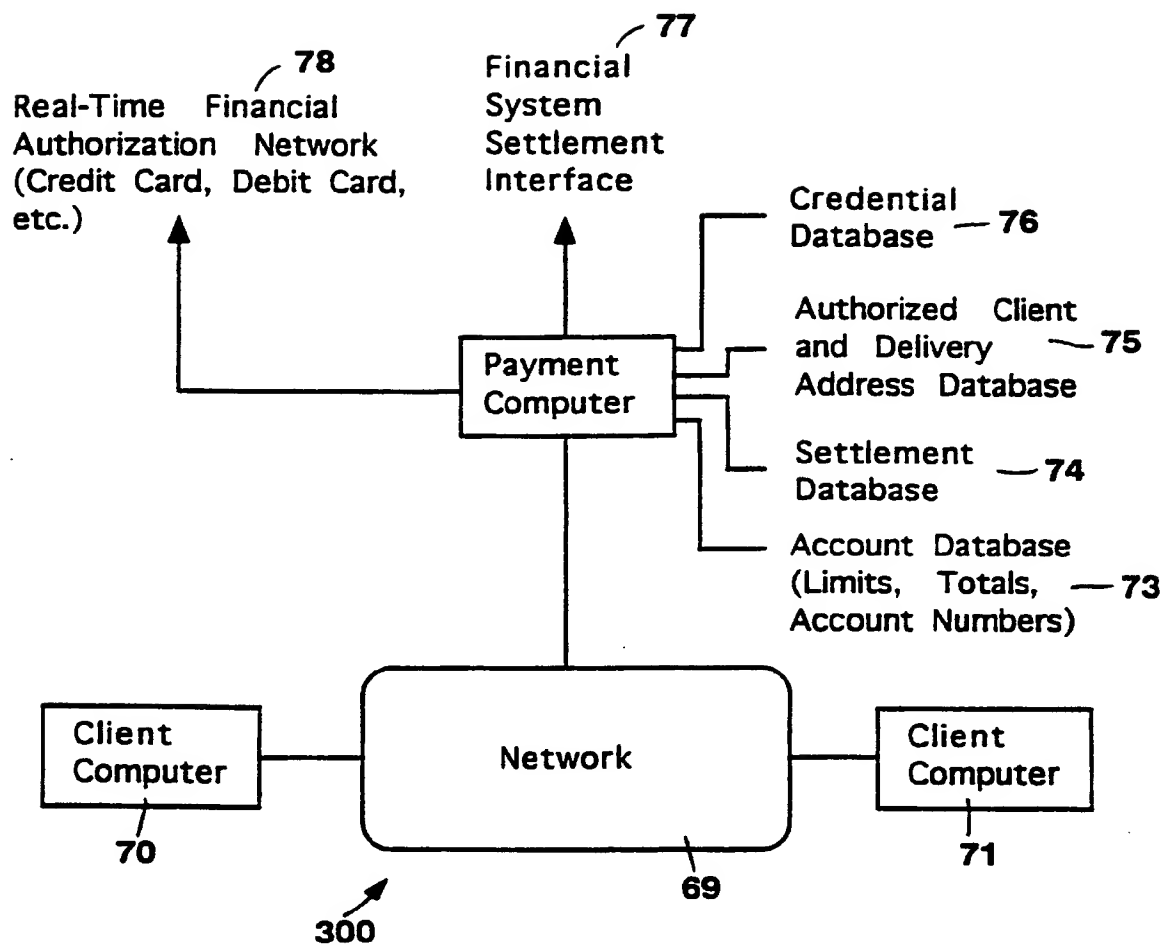 78
Real-Time Financial
Authorization Network
(Credit Card, Debit Card,
etc.)
77
Financial
System
Settlement
Interface
Credential
Database
76
Authorized Client
and Delivery
Address Database
75
Payment
Computer
Settlement
Database
74
Account Database
(Limits, Totals,
Account Numbers)
73
Client
Computer
70
Network
69
Client
Computer
71
300